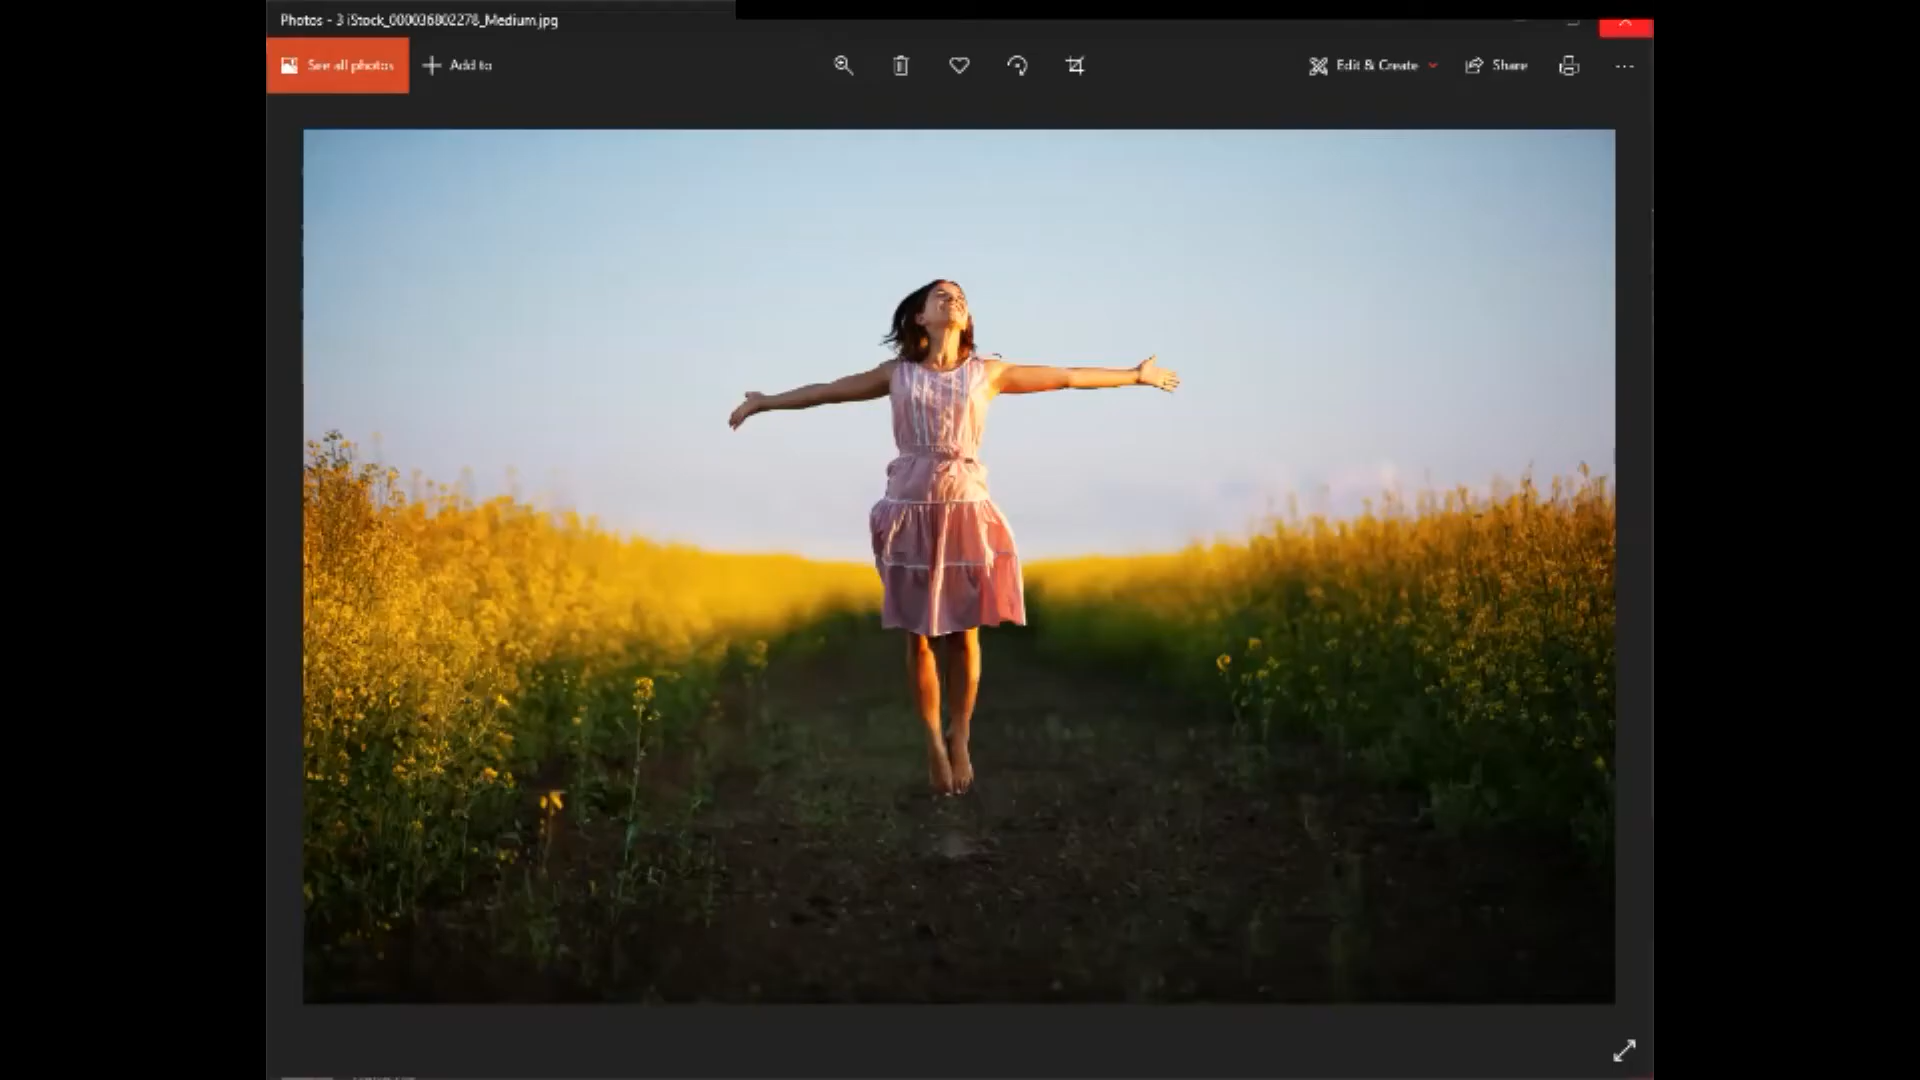 Photos - 3 iStock_000036802278_Medium.jpg
See all photos
Add to
Edit & Create
Share